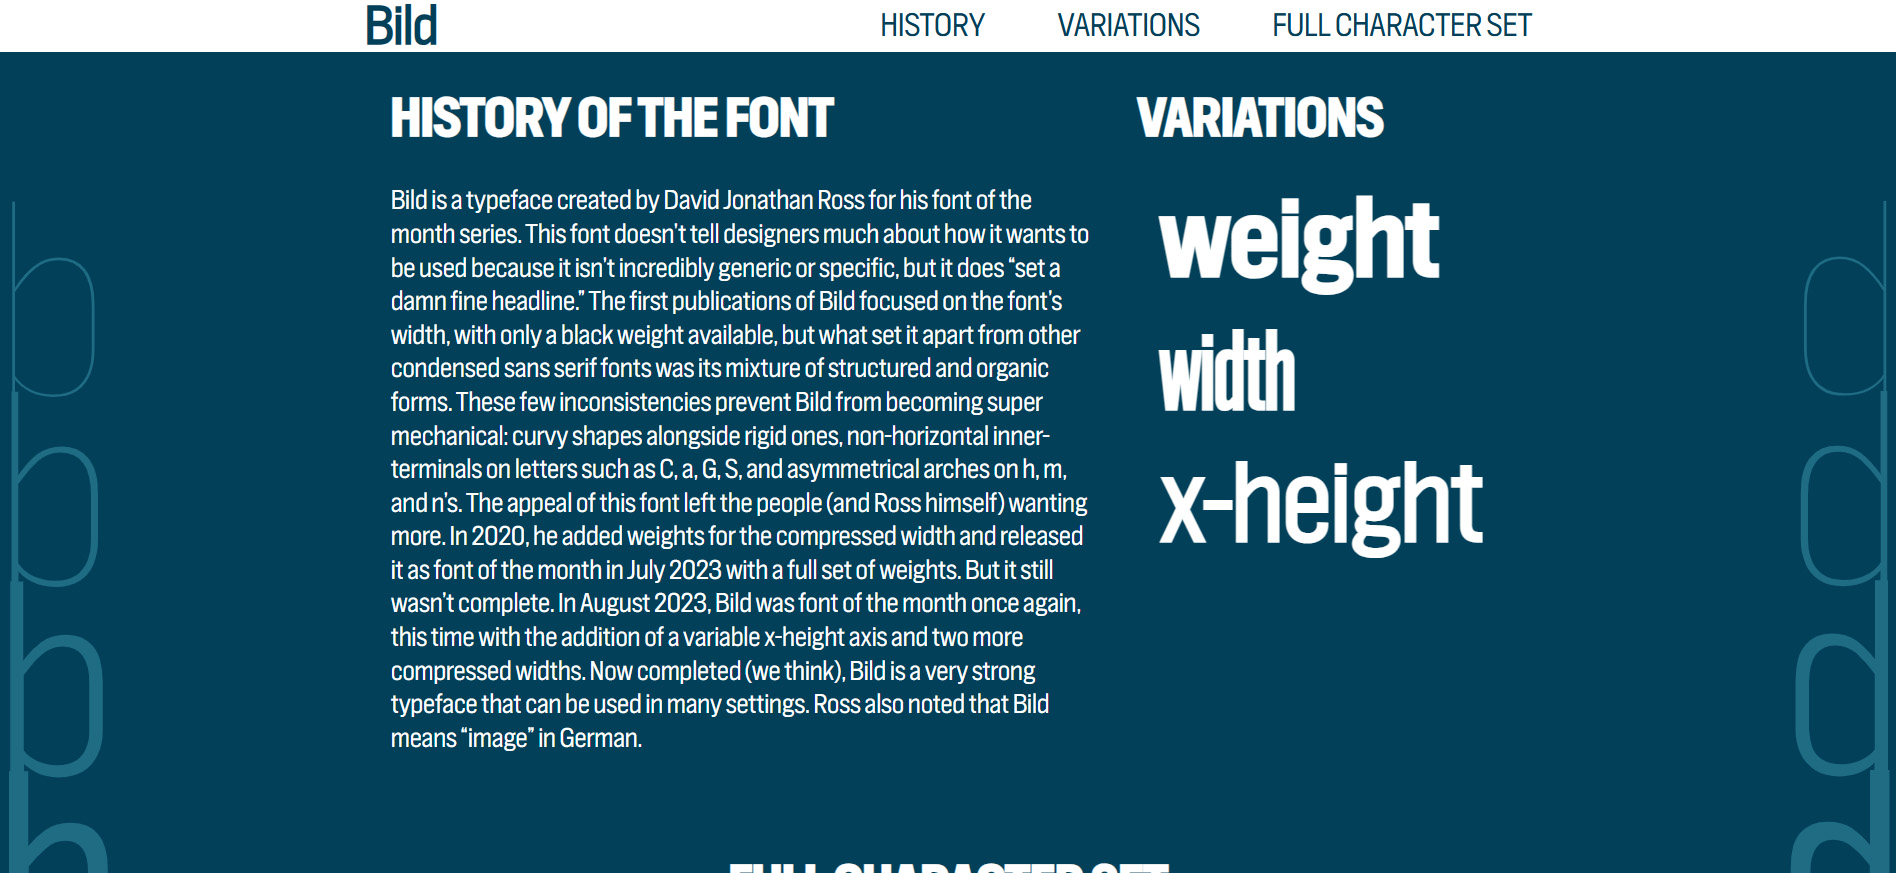 Bild
HISTORY
VARIATIONS
FULL CHARACTER SET
HISTORY OF THE FONT
Bild is a typeface created by David Jonathan Ross for his font of the
month series. This font doesn’t tell designers much about how it wants to
be used because it isn’t incredibly generic or specific, but it does “set a
damn fine headline.” The first publications of Bild focused on the font’s
width, with only a black weight available, but what set it apart from other
condensed sans serif fonts was its mixture of structured and organic
forms. These few inconsistencies prevent Bild from becoming super
mechanical: curvy shapes alongside rigid ones, non-horizontal inner-
terminals on letters such as C, a, G, S, and asymmetrical arches on h, m,
and n’s. The appeal of this font left the people (and Ross himself) wanting
more. In 2020, he added weights for the compressed width and released
it as font of the month in July 2023 with a full set of weights. But it still
wasn’t complete. In August 2023, Bild was font of the month once again,
this time with the addition of a variable x-height axis and two more
compressed widths. Now completed (we think), Bild is a very strong
typeface that can be used in many settings. Ross also noted that Bild
means “image” in German.
VARIATIONS
weight
width
x-height
b
b
b
b
d
d
d
d
FULL CHARACTER SET